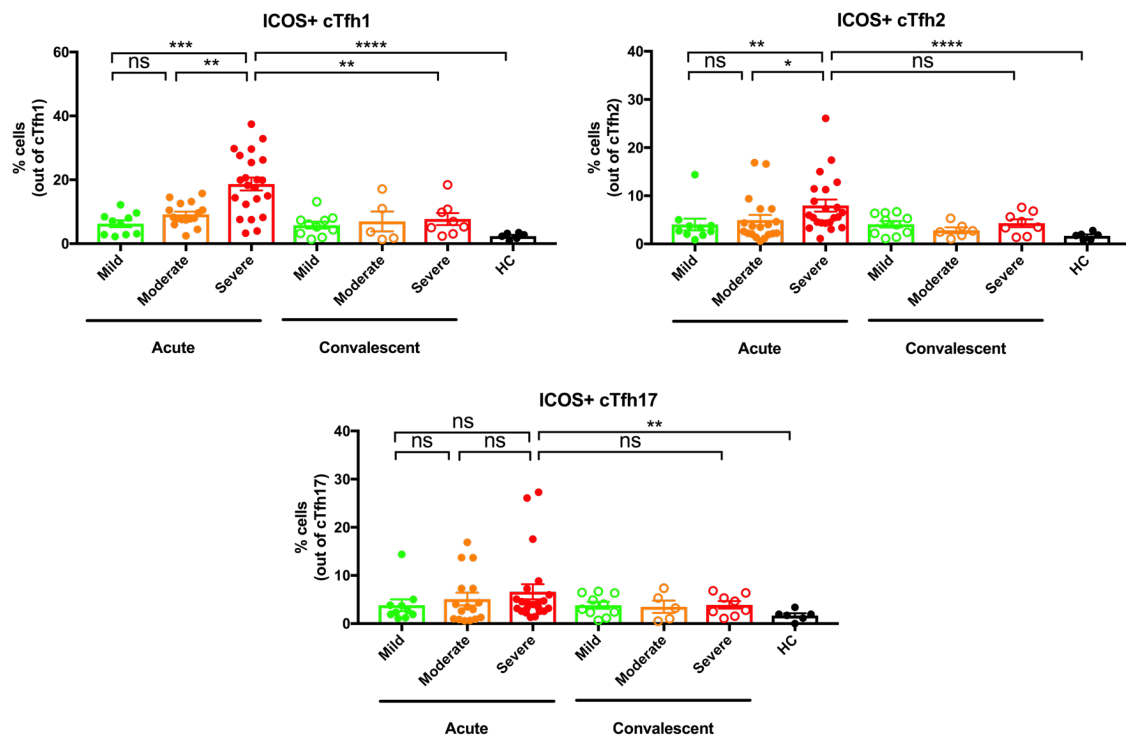 ICOS+ cTfh1
% cells
(out of cTfh1)
60
40
20
0
***
****
ns
**
**
Mild
Moderate
Severe
Mild
Moderate
Severe
HC
Acute
Convalescent
ICOS+ cTfh2
% cells
(out of cTfh2)
40
30
20
10
0
**
****
ns
*
ns
Mild
Moderate
Severe
Mild
Moderate
Severe
HC
Acute
Convalescent
ICOS+ cTfh17
% cells
(out of cTfh17)
40
30
20
10
0
ns
**
ns
ns
ns
Mild
Moderate
Severe
Mild
Moderate
Severe
HC
Acute
Convalescent